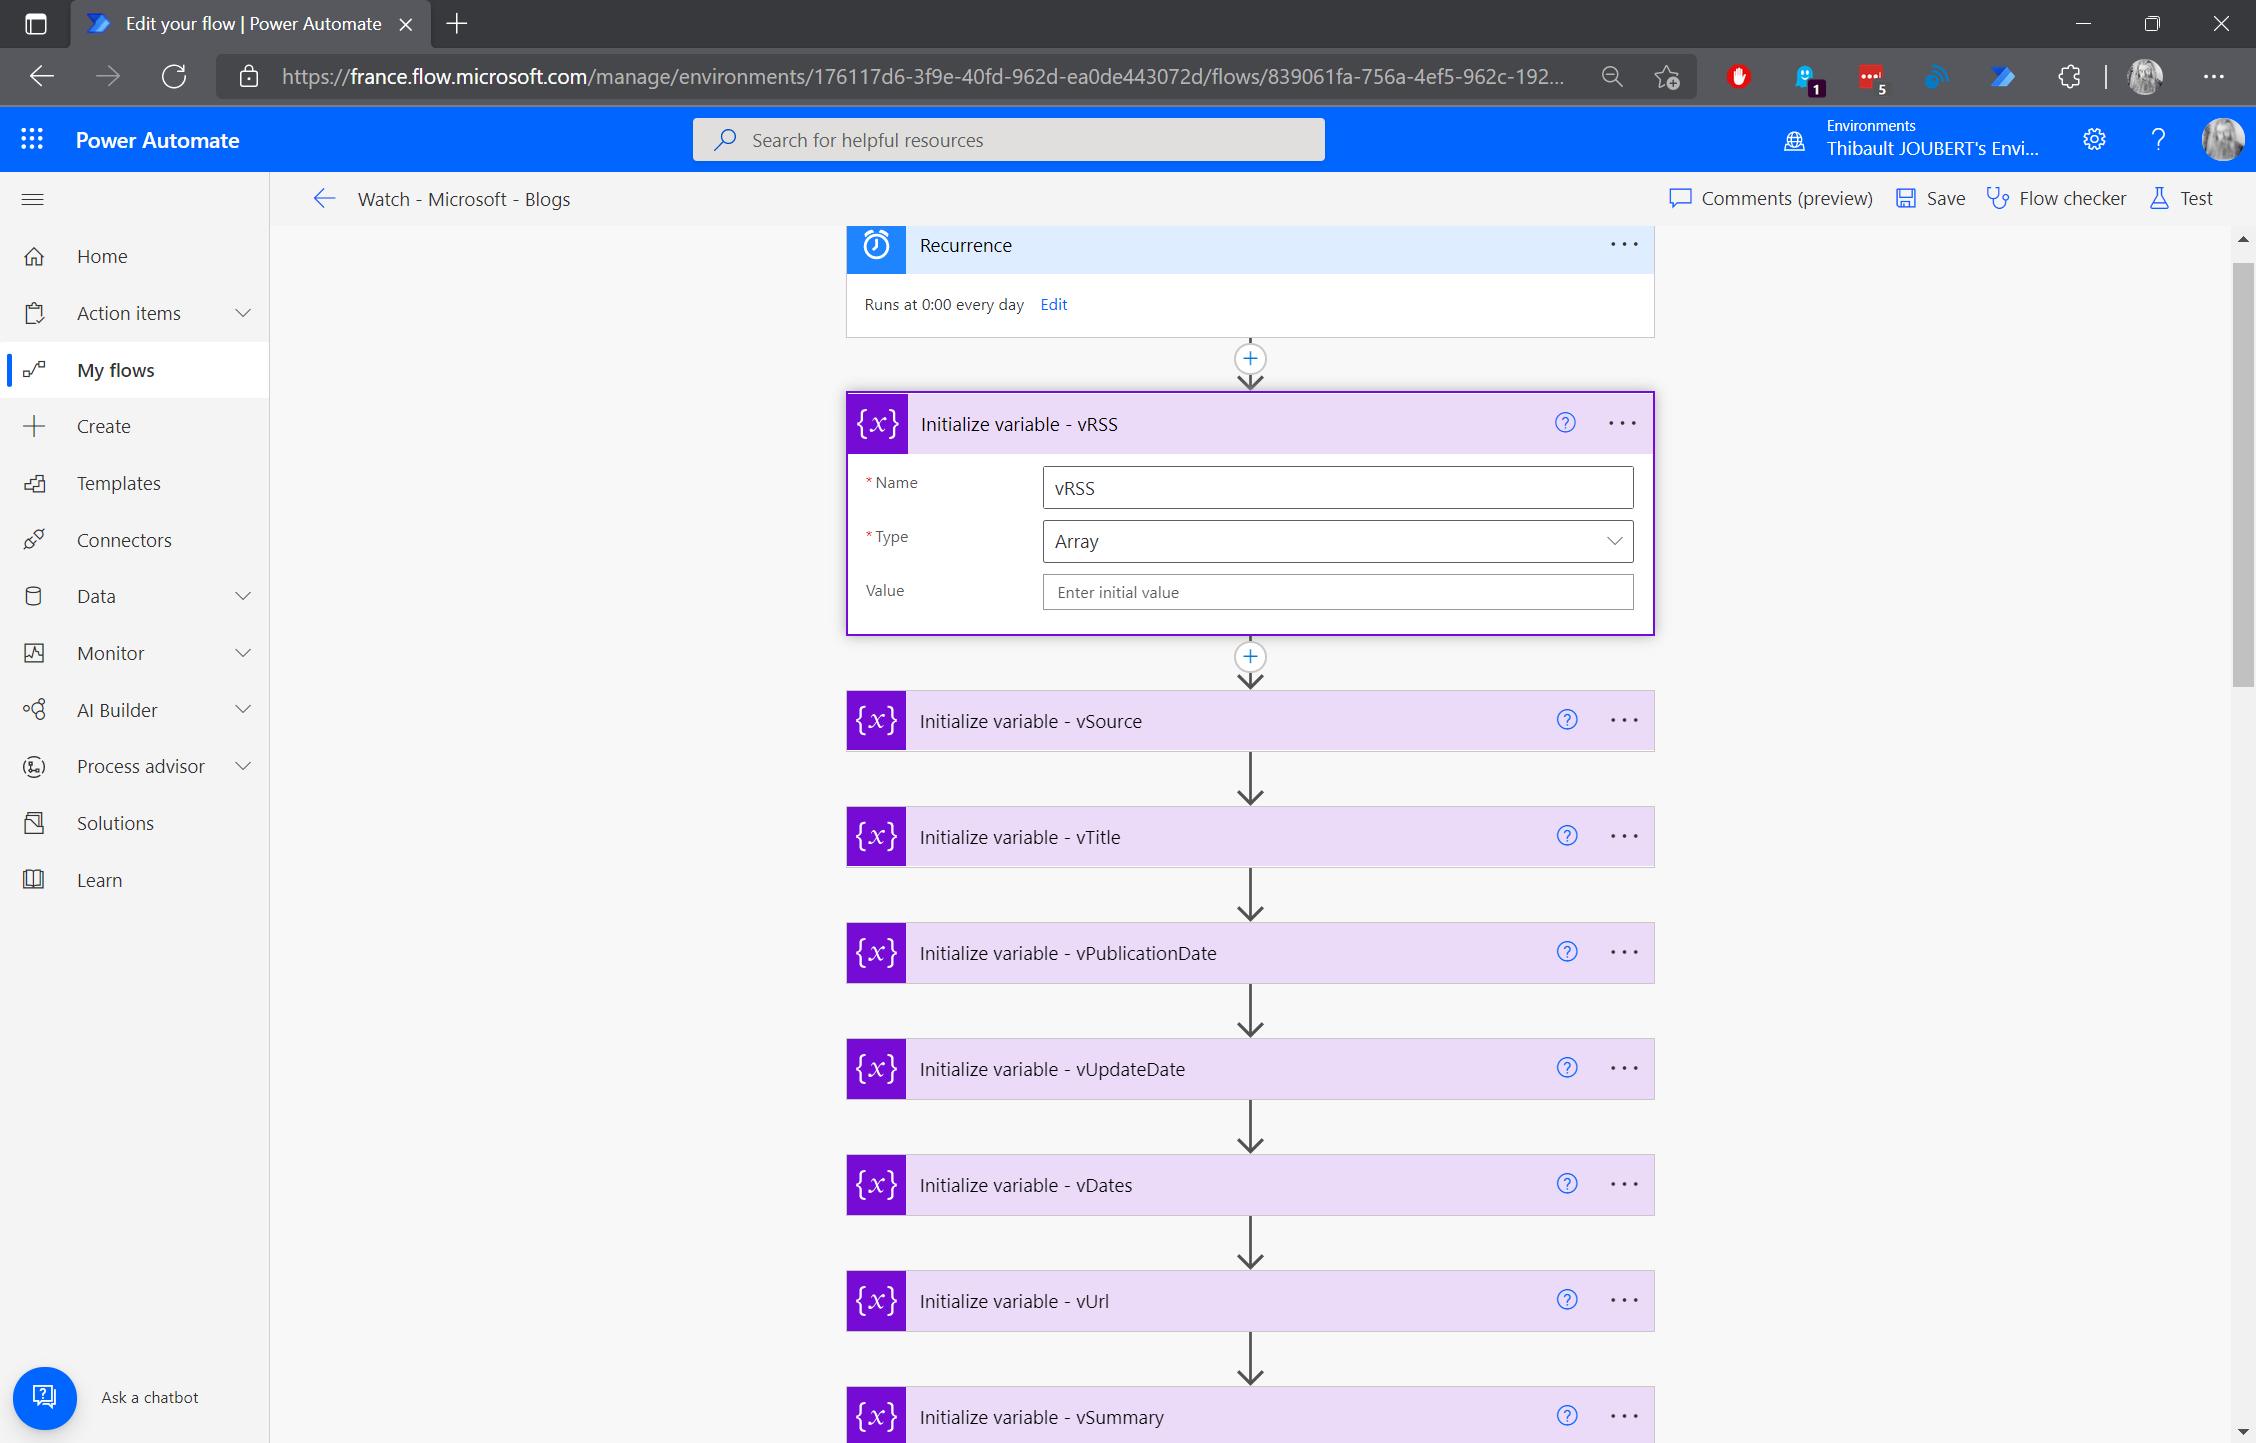 Edit your flow | Power Automate
https://france.flow.microsoft.com/manage/environments/176117d6-3f9e-40fd-962d-ea0de443072d/flows/839061fa-756a-4ef5-962c-192...
1
5
Power Automate
Search for helpful resources
Environments
Thibault JOUBERT's Envi...
Watch - Microsoft - Blogs
Comments (preview)
Save
Flow checker
Test
Home
Action items
My flows
Create
Templates
Connectors
Data
Monitor
AI Builder
Process advisor
Solutions
Learn
Ask a chatbot
Recurrence
Runs at 0:00 every day Edit
{x} Initialize variable - vRSS
* Name
vRSS
* Type
Array
Value
Enter initial value
{x} Initialize variable - vSource
{x} Initialize variable - vTitle
{x} Initialize variable - vPublicationDate
{x} Initialize variable - vUpdateDate
{x} Initialize variable - vDates
{x} Initialize variable - vUrl
{x} Initialize variable - vSummary